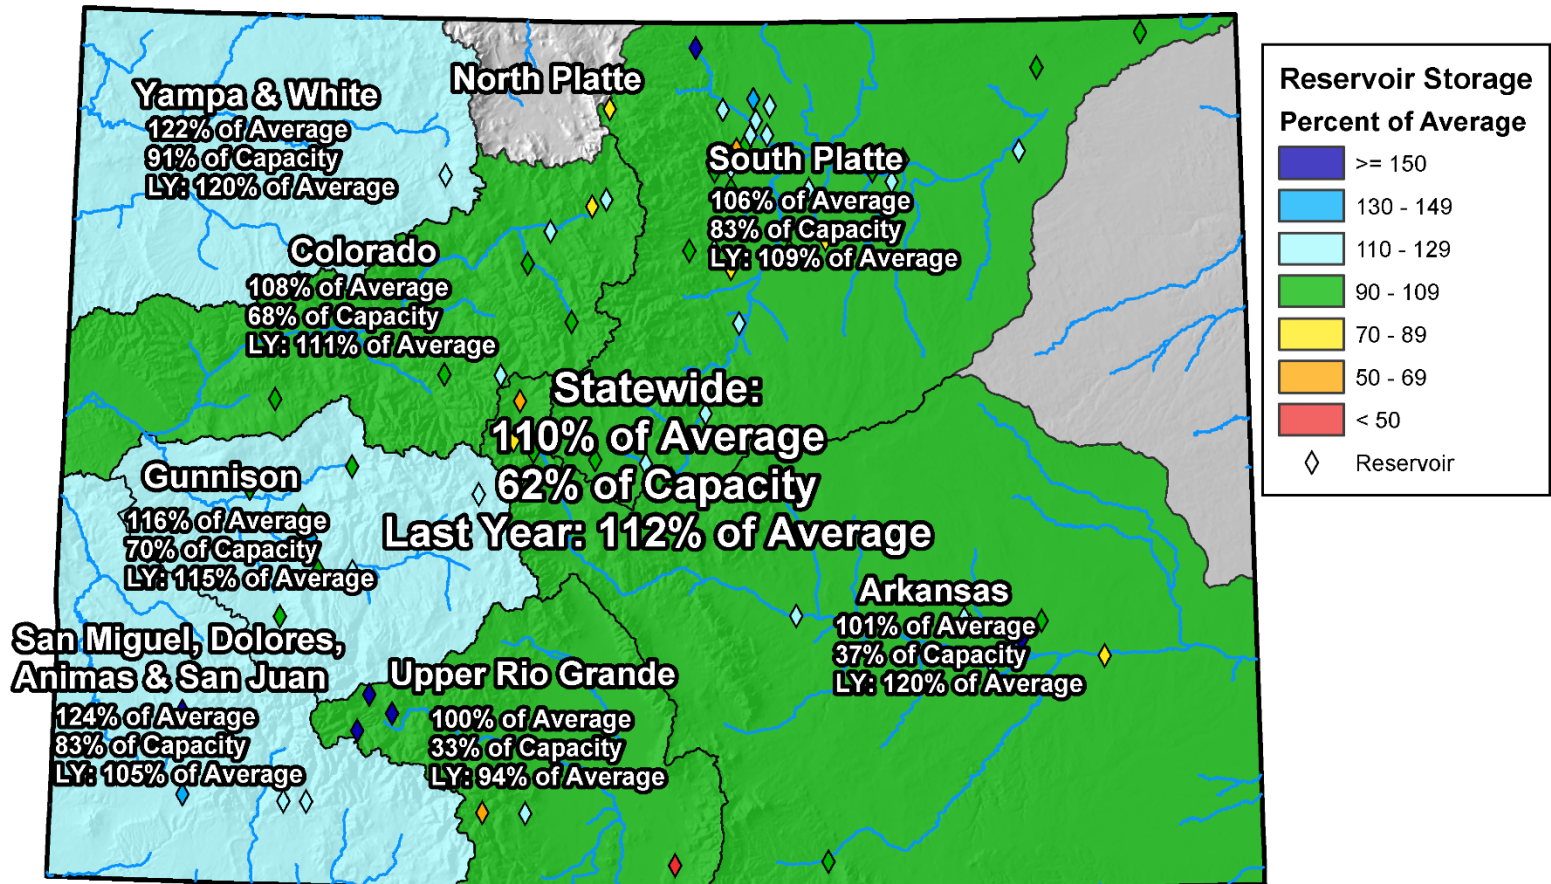 Yampa & White
122% of Average
91% of Capacity
LY: 120% of Average
North Platte
South Platte
106% of Average
83% of Capacity
LY: 109% of Average
Colorado
108% of Average
68% of Capacity
LY: 111% of Average
Statewide:
110% of Average
62% of Capacity
Last Year: 112% of Average
Gunnison
116% of Average
70% of Capacity
LY: 115% of Average
San Miguel, Dolores,
Animas & San Juan
124% of Average
83% of Capacity
LY: 105% of Average
Upper Rio Grande
100% of Average
33% of Capacity
LY: 94% of Average
Arkansas
101% of Average
37% of Capacity
LY: 120% of Average
Reservoir Storage
Percent of Average
>= 150
130 - 149
110 - 129
90 - 109
70 - 89
50 - 69
< 50
Reservoir